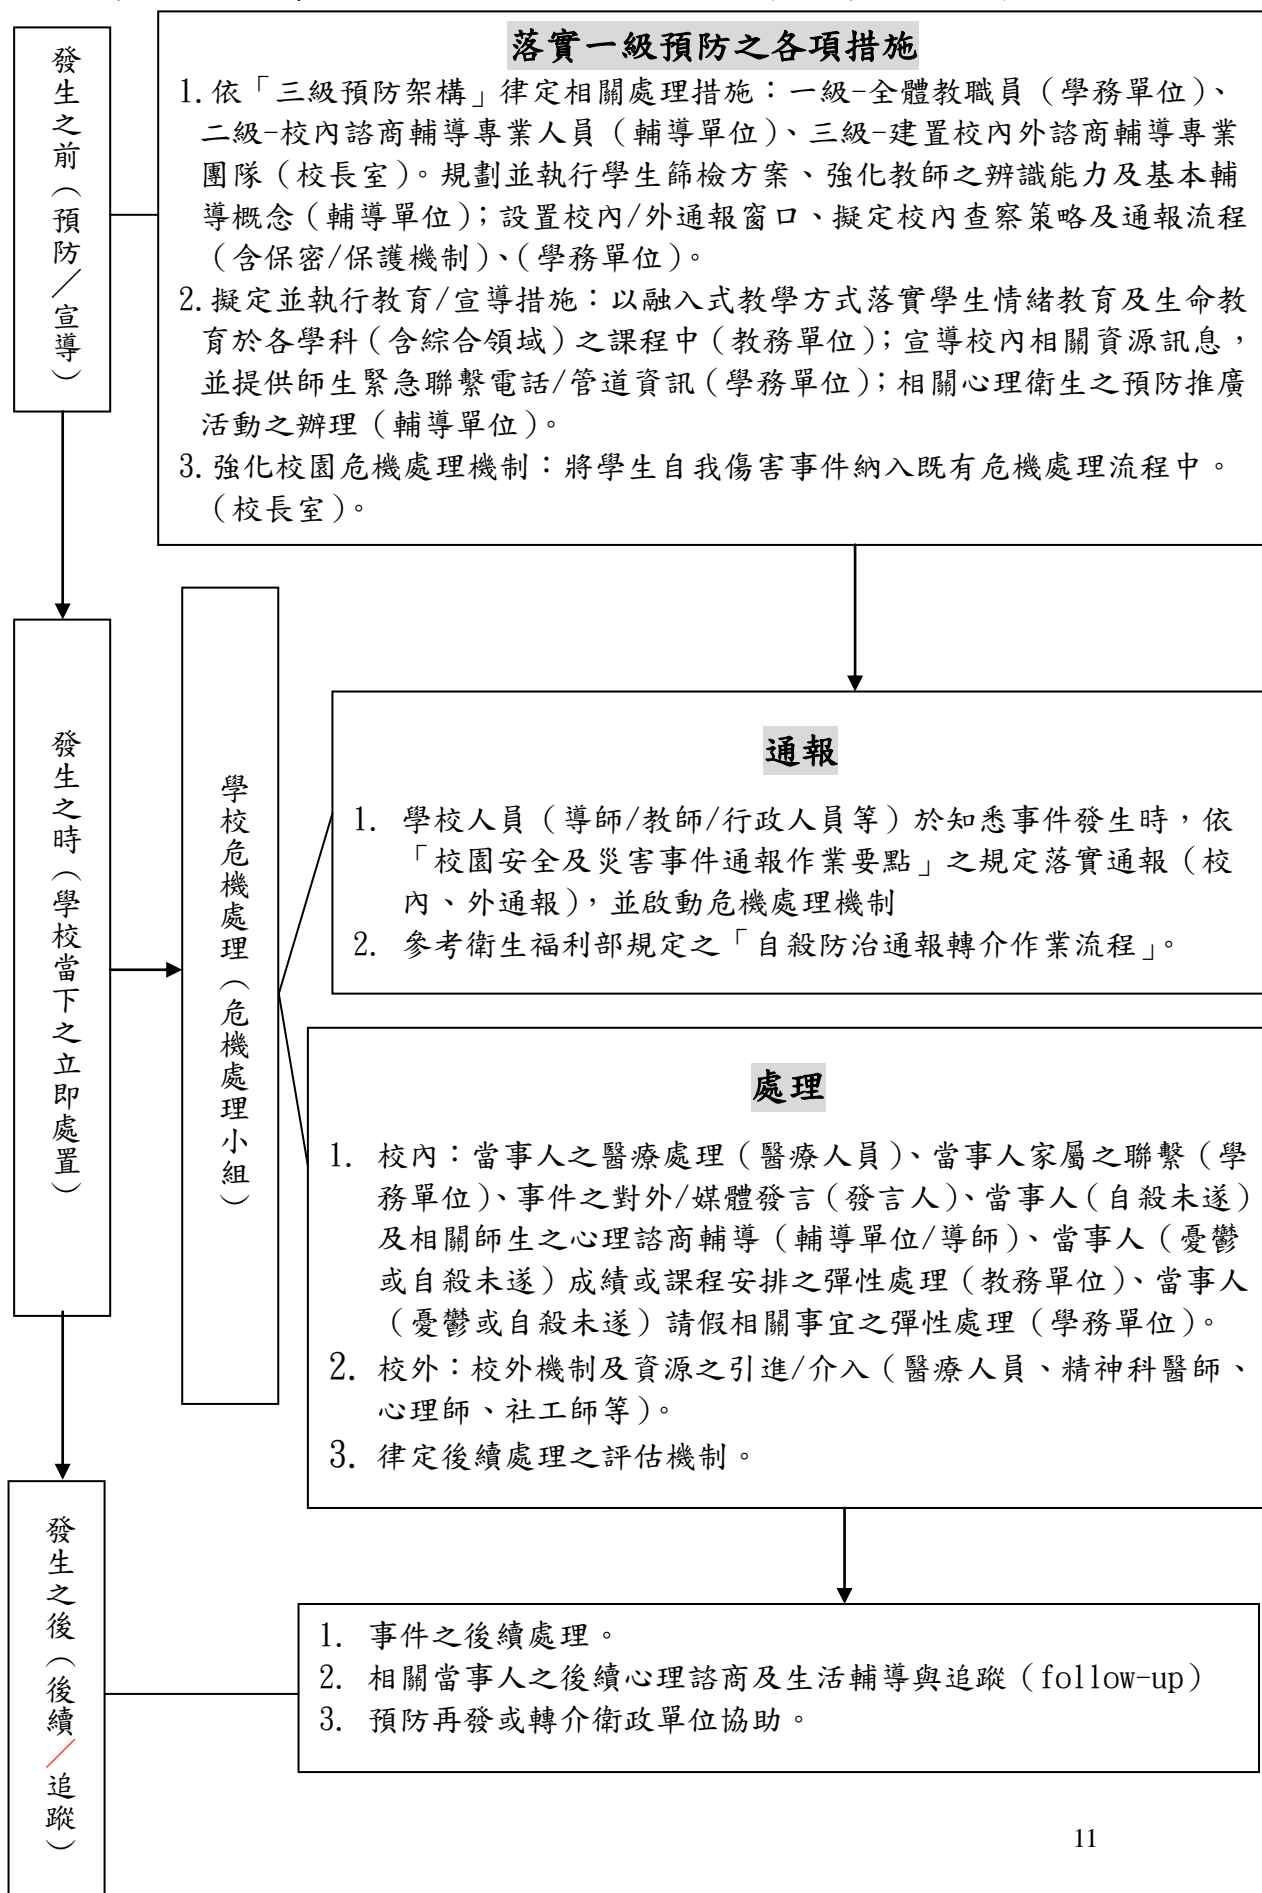 發生之前（預防／宣導）
落實一級預防之各項措施
1.依「三級預防架構」律定相關處理措施：一級-全體教職員（學務單位）、
二級-校內諮商輔導專業人員（輔導單位）、三級-建置校內外諮商輔導專業
團隊（校長室）。規劃並執行學生篩檢方案、強化教師之辨識能力及基本輔
導概念（輔導單位）；設置校內/外通報窗口、擬定校內查察策略及通報流程
（含保密/保護機制）、（學務單位）。
2.擬定並執行教育/宣導措施：以融入式教學方式落實學生情緒教育及生命教
育於各學科（含綜合領域）之課程中（教務單位）；宣導校內相關資源訊息，
並提供師生緊急聯繫電話/管道資訊（學務單位）；相關心理衛生之預防推廣
活動之辦理（輔導單位）。
3.強化校園危機處理機制：將學生自我傷害事件納入既有危機處理流程中。
（校長室）。
發生之時（學校當下之立即處置）
學校危機處理（危機處理小組）
通報
1. 學校人員（導師/教師/行政人員等）於知悉事件發生時，依
「校園安全及災害事件通報作業要點」之規定落實通報（校
內、外通報），並啟動危機處理機制
2. 參考衛生福利部規定之「自殺防治通報轉介作業流程」。
處理
1. 校內：當事人之醫療處理（醫療人員）、當事人家屬之聯繫（學
務單位）、事件之對外/媒體發言（發言人）、當事人（自殺未遂）
及相關師生之心理諮商輔導（輔導單位/導師）、當事人（憂鬱
或自殺未遂）成績或課程安排之彈性處理（教務單位）、當事人
（憂鬱或自殺未遂）請假相關事宜之彈性處理（學務單位）。
2. 校外：校外機制及資源之引進/介入（醫療人員、精神科醫師、
心理師、社工師等）。
3. 律定後續處理之評估機制。
發生之後（後續／追蹤）
1. 事件之後續處理。
2. 相關當事人之後續心理諮商及生活輔導與追蹤（follow-up）
3. 預防再發或轉介衛政單位協助。
11